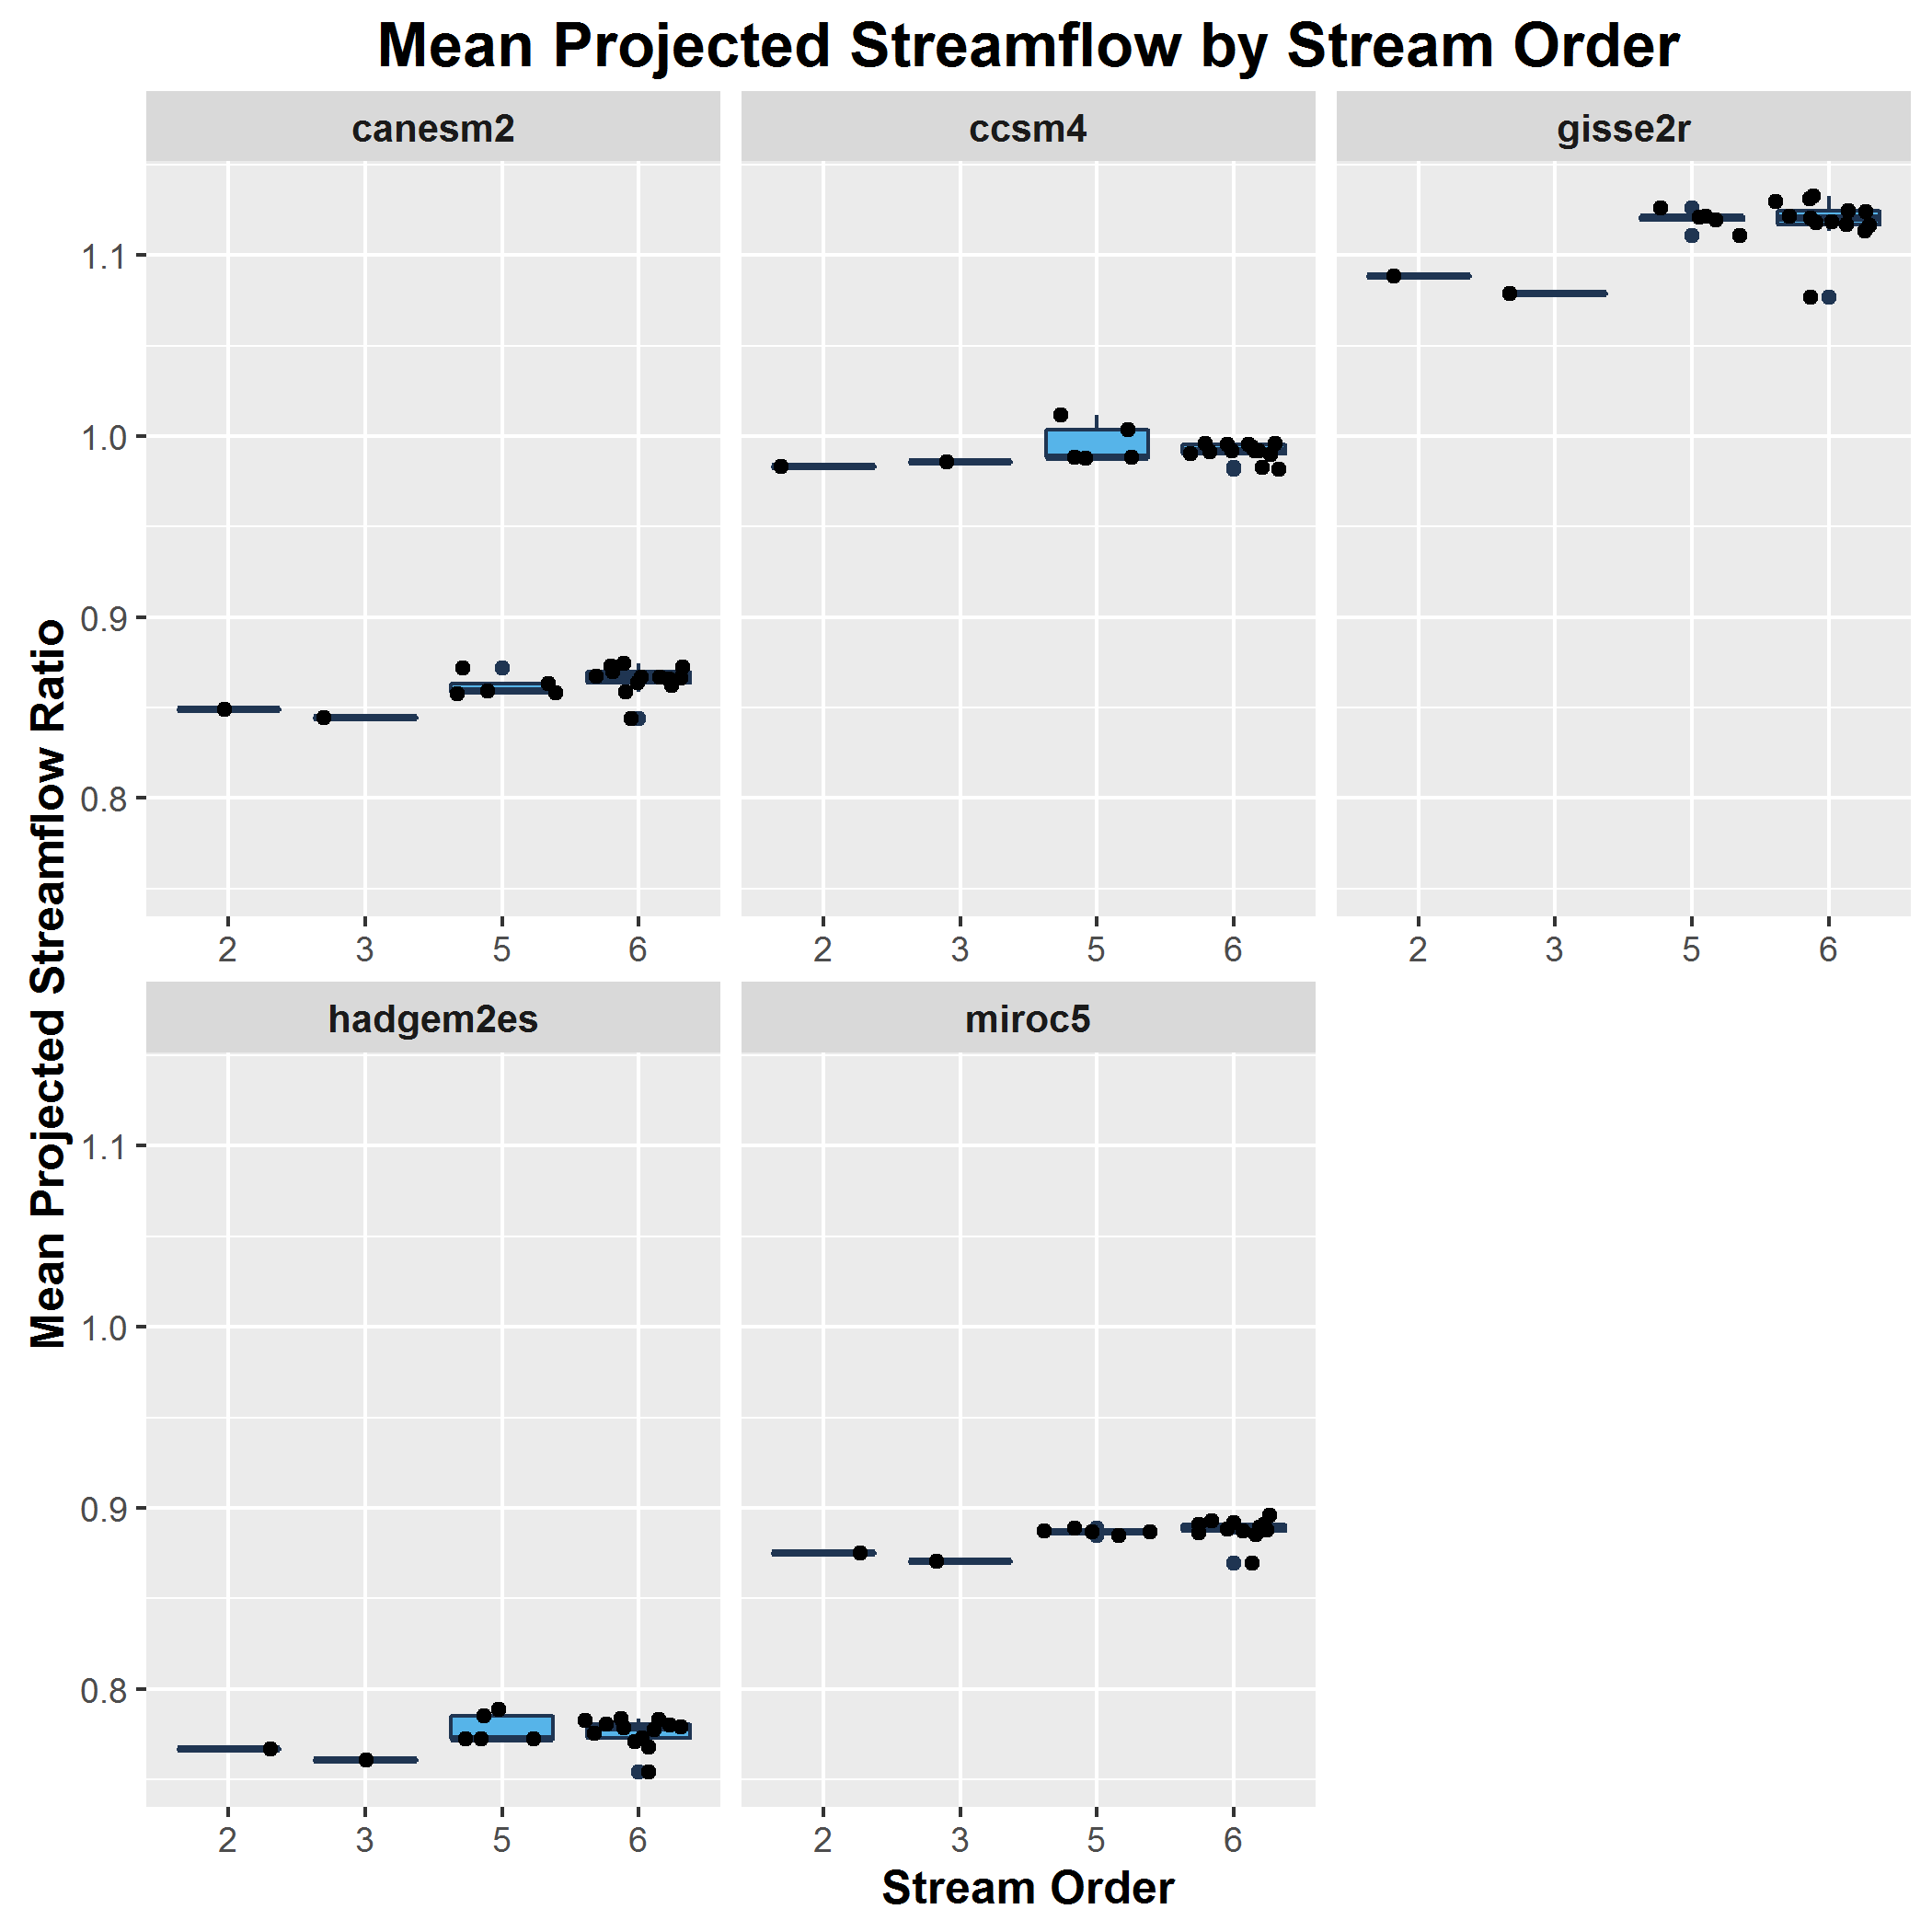 Mean Projected Streamflow by Stream Order
canesm2
ccsm4
gisse2r
1.1
1.0
0.9
0.8
2 3 5 6
2 3 5 6
2 3 5 6
Mean Projected Streamflow Ratio
hadgem2es
miroc5
1.1
1.0
0.9
0.8
2 3 5 6
2 3 5 6
Stream Order